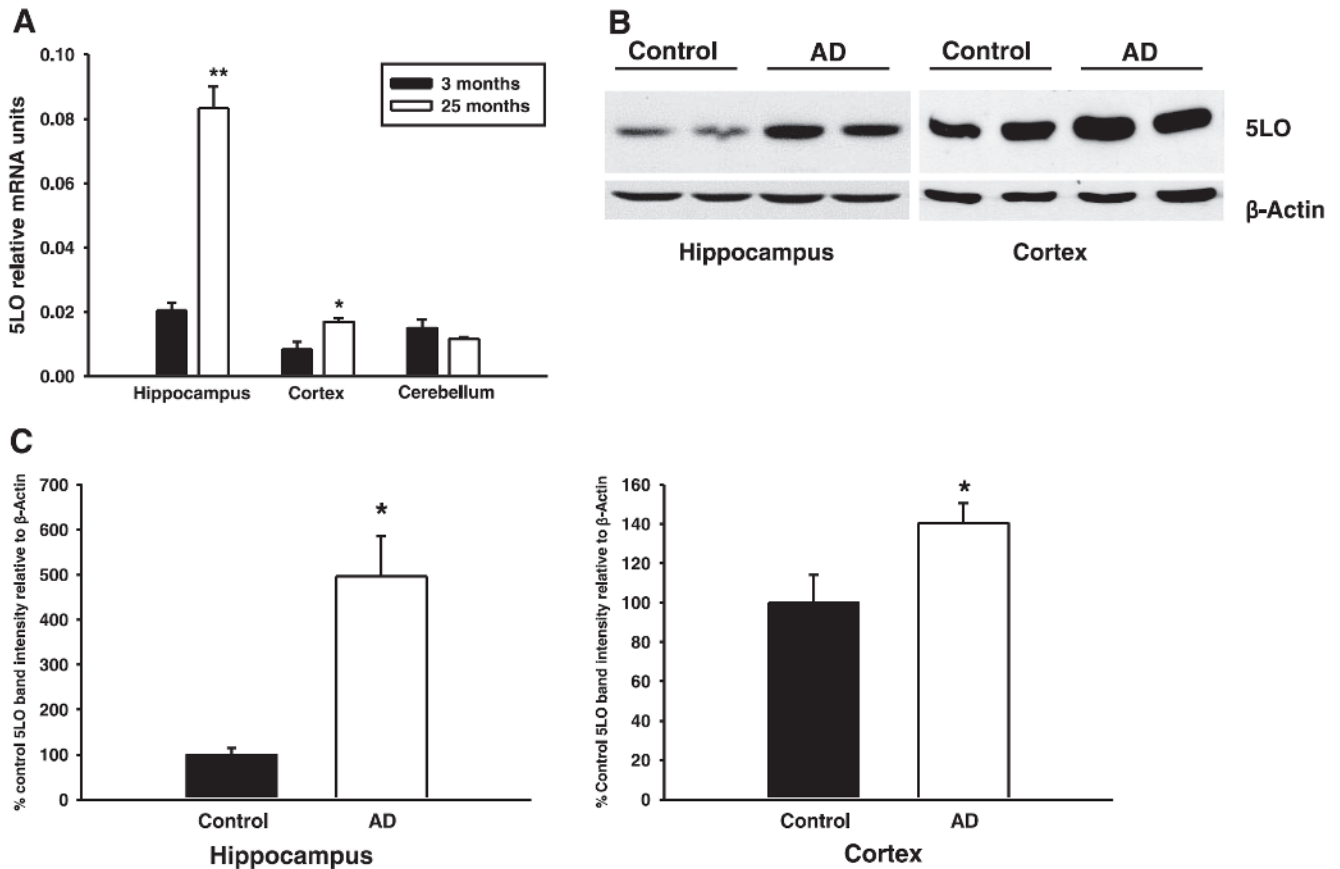 A
5LO relative mRNA units
0.10
0.08
0.06
0.04
0.02
0.00
**
*
3 months
25 months
Hippocampus Cortex Cerebellum
B
Control AD Control AD
5LO
β-Actin
Hippocampus Cortex
C
% control 5LO band intensity relative to β-Actin
700
600
500
400
300
200
100
0
*
Control AD
Hippocampus
% Control 5LO band intensity relative to β-Actin
160
140
120
100
80
60
40
20
0
*
Control AD
Cortex